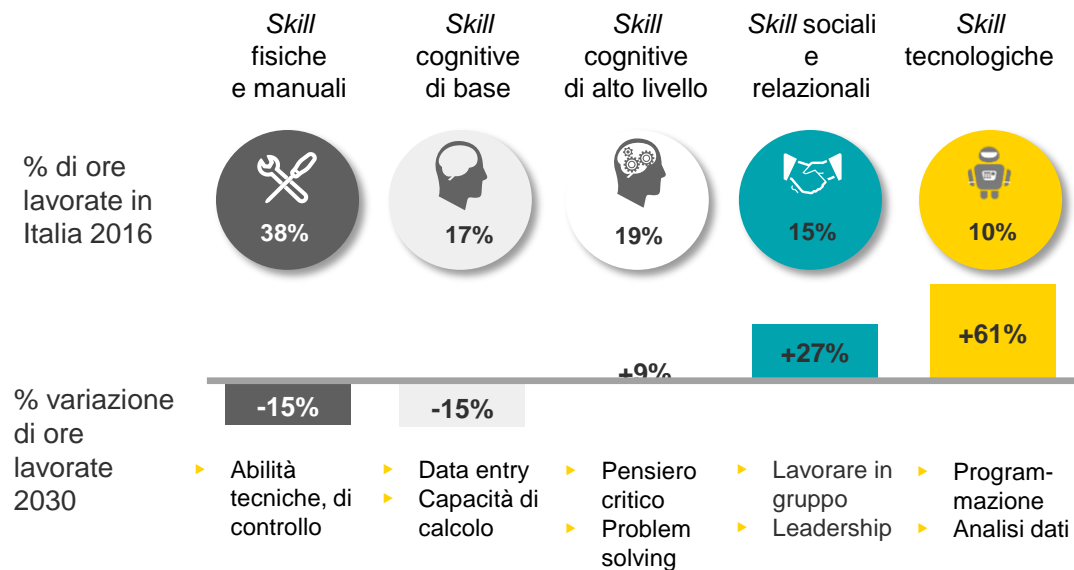 Skill
fisiche
e manuali
Skill
cognitive
di base
Skill
cognitive
di alto livello
Skill sociali
e
relazionali
Skill
tecnologiche
% di ore
lavorate in
Italia 2016
38%
17%
19%
15%
10%
+9%
+27%
+61%
% variazione
di ore
lavorate
2030
-15%
-15%
Abilità
tecniche, di
controllo
Data entry
Capacità di
calcolo
Pensiero
critico
Problem
solving
Lavorare in
gruppo
Leadership
Program-
mazione
Analisi dati